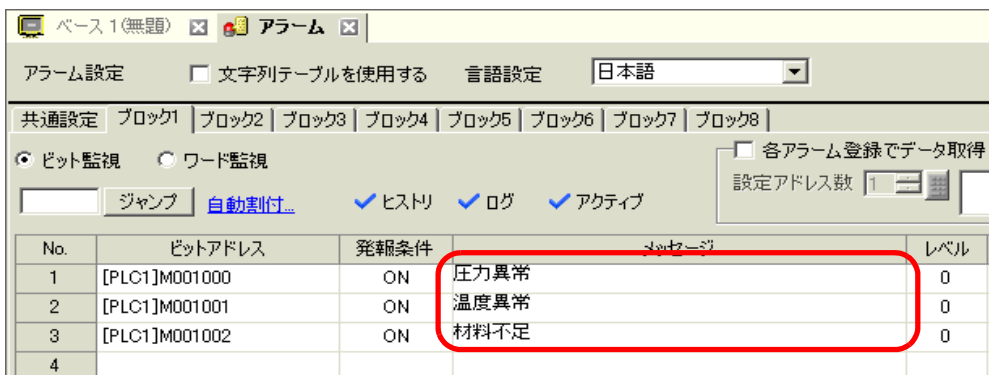 ベース1(無題) アラーム
アラーム設定 文字列テーブルを使用する 言語設定 日本語
共通設定 ブロック1 ブロック2 ブロック3 ブロック4 ブロック5 ブロック6 ブロック7 ブロック8
ビット監視 ワード監視 各アラーム登録でデータ取得
設定アドレス数 1
ジャンプ 自動割付... ヒストリ ログ アクティブ
No. ビットアドレス 発報条件 メッセージ レベル
1 [PLC1]M001000 ON 圧力異常 0
2 [PLC1]M001001 ON 温度異常 0
3 [PLC1]M001002 ON 材料不足 0
4